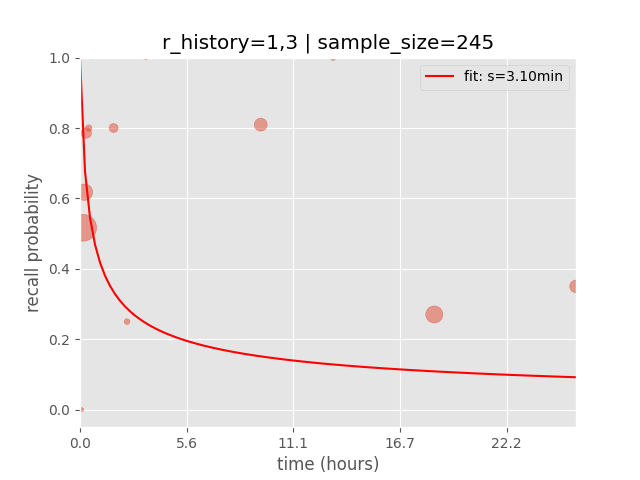 r_history=1,3 | sample_size=245
fit: s=3.10min
1.0
0.8
0.6
0.4
0.2
0.0
recall probability
0.0 5.6 11.1 16.7 22.2
time (hours)